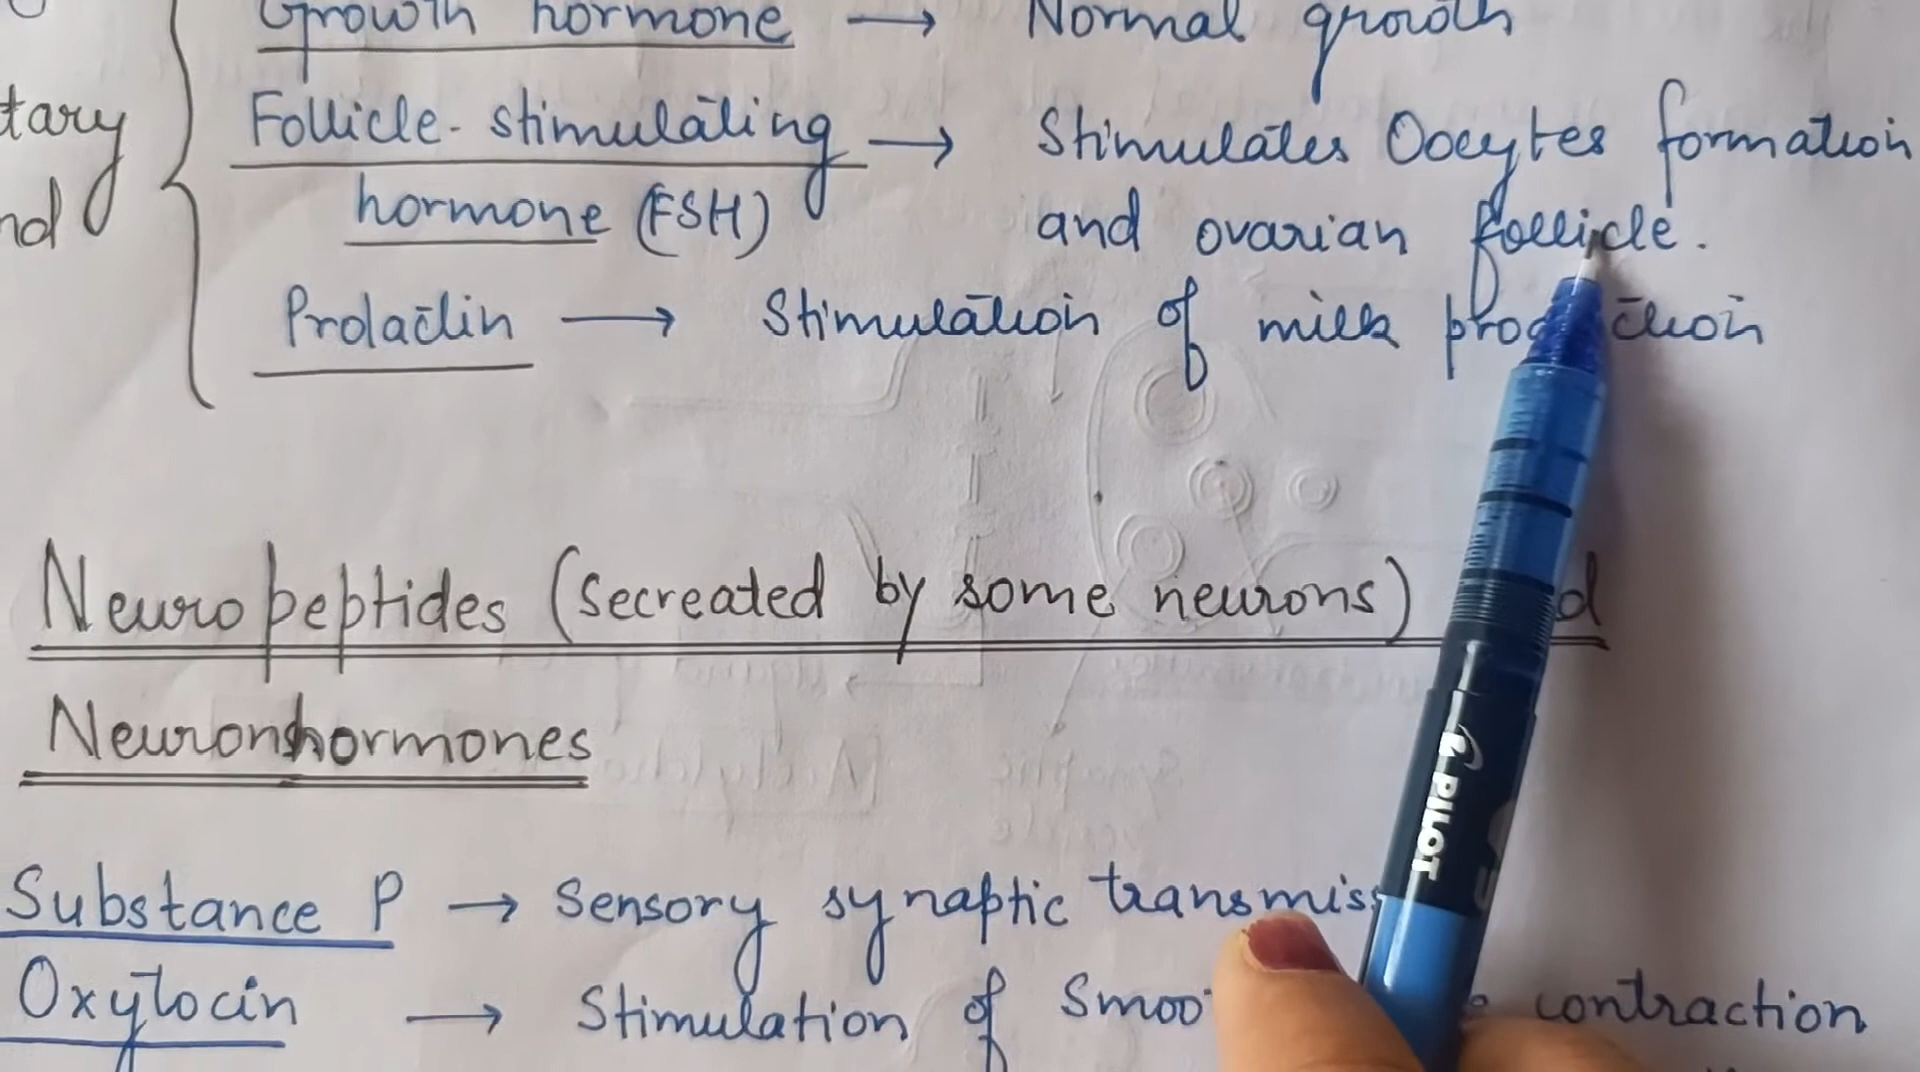 Growth hormone → Normal growth
tary Follicle-stimulating → Stimulates Oocytes formation
nd hormone (FSH) and ovarian follicle.
Prolactin → Stimulation of milk
Neuropeptides (Secreated by some neurons)
Neuronshormones
PILOT
Substance P → Sensory synaptic
Oxytocin → Stimulation of contraction